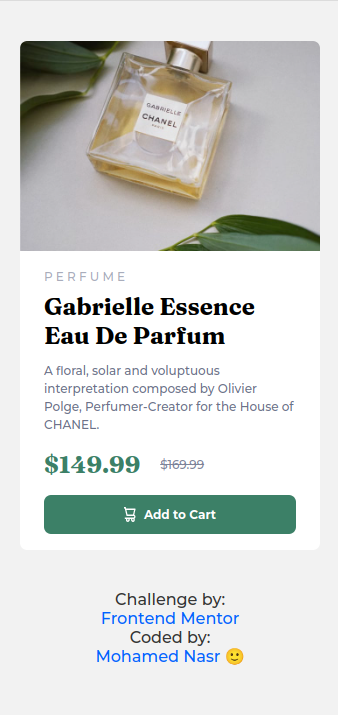 GABRIELLE
CHANEL
PARIS
PERFUME
Gabrielle Essence
Eau De Parfum
A floral, solar and voluptuous
interpretation composed by Olivier
Polge, Perfumer-Creator for the House of
CHANEL.
$149.99 $169.99
Add to Cart
Challenge by:
Frontend Mentor
Coded by:
Mohamed Nasr 🙂